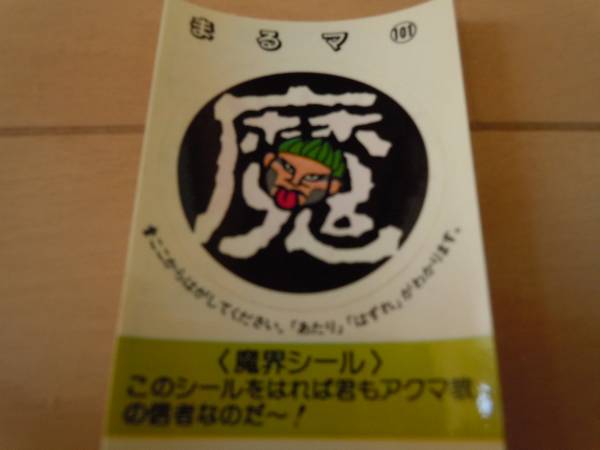 まるマ 101
魔
★ここからはがしてください。「あたり」「はずれ」がわかります。
〈魔界シール〉
このシールをはれば君もアクマ教
の信者なのだ～!